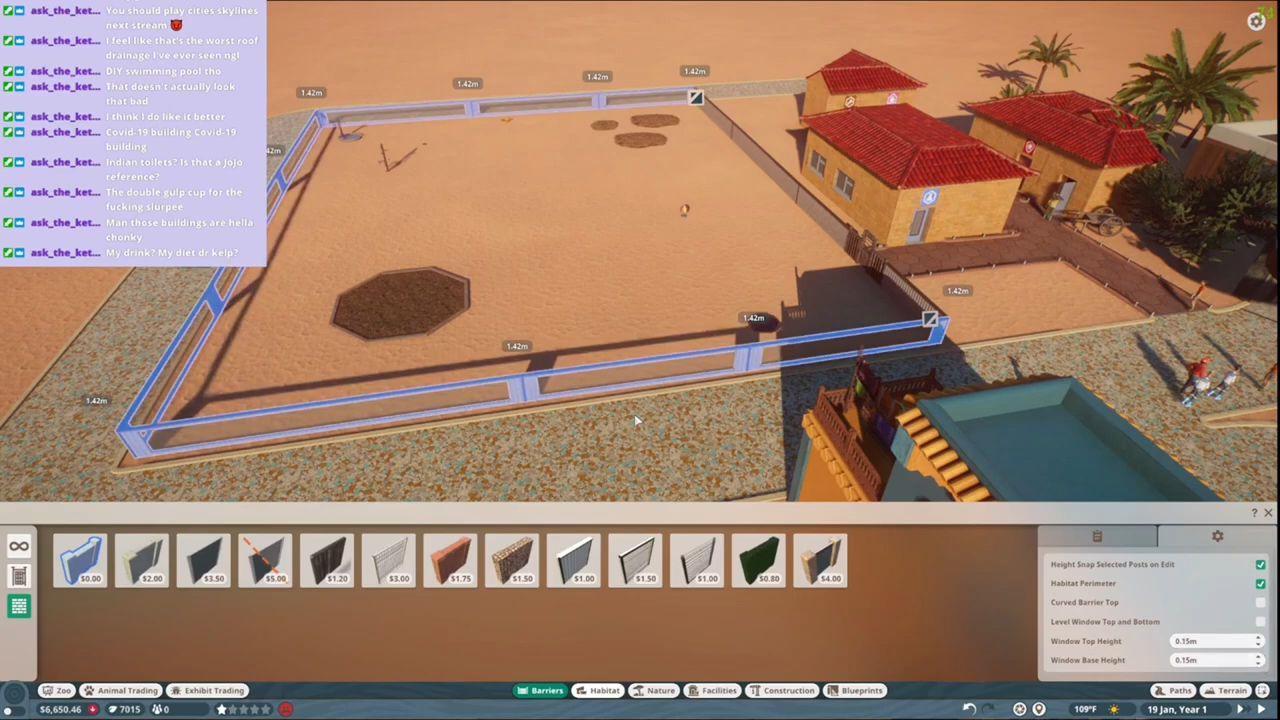 ask_the_ket... You should play cities skylines
next stream
ask_the_ket... I feel like that's the worst roof
drainage I've ever seen ngl
ask_the_ket... DIY swimming pool tho
ask_the_ket... That doesn't actually look
that bad
ask_the_ket... I think I do like it better
ask_the_ket... Covid-19 building Covid-19
building
ask_the_ket... Indian toilets? Is that a Jojo
reference?
ask_the_ket... The double gulp cup for the
fucking slurpee
ask_the_ket... Man those buildings are hella
chonky
ask_the_ket... My drink? My diet dr kelp?
1.42m 1.42m 1.42m 1.42m
42m
1.42m
1.42m
1.42m
1.42m
? ×
$0.00 $2.00 $3.50 $5.00 $1.20 $3.00 $1.75 $1.50 $1.00 $1.50 $1.00 $0.80 $4.00
Height Snap Selected Posts on Edit
Habitat Perimeter
Curved Barrier Top
Level Window Top and Bottom
Window Top Height 0.15m
Window Base Height 0.15m
Zoo Animal Trading Exhibit Trading Barriers Habitat Nature Facilities Construction Blueprints Paths Terrain
$6,650.46 7015 0 109°F 19 Jan, Year 1